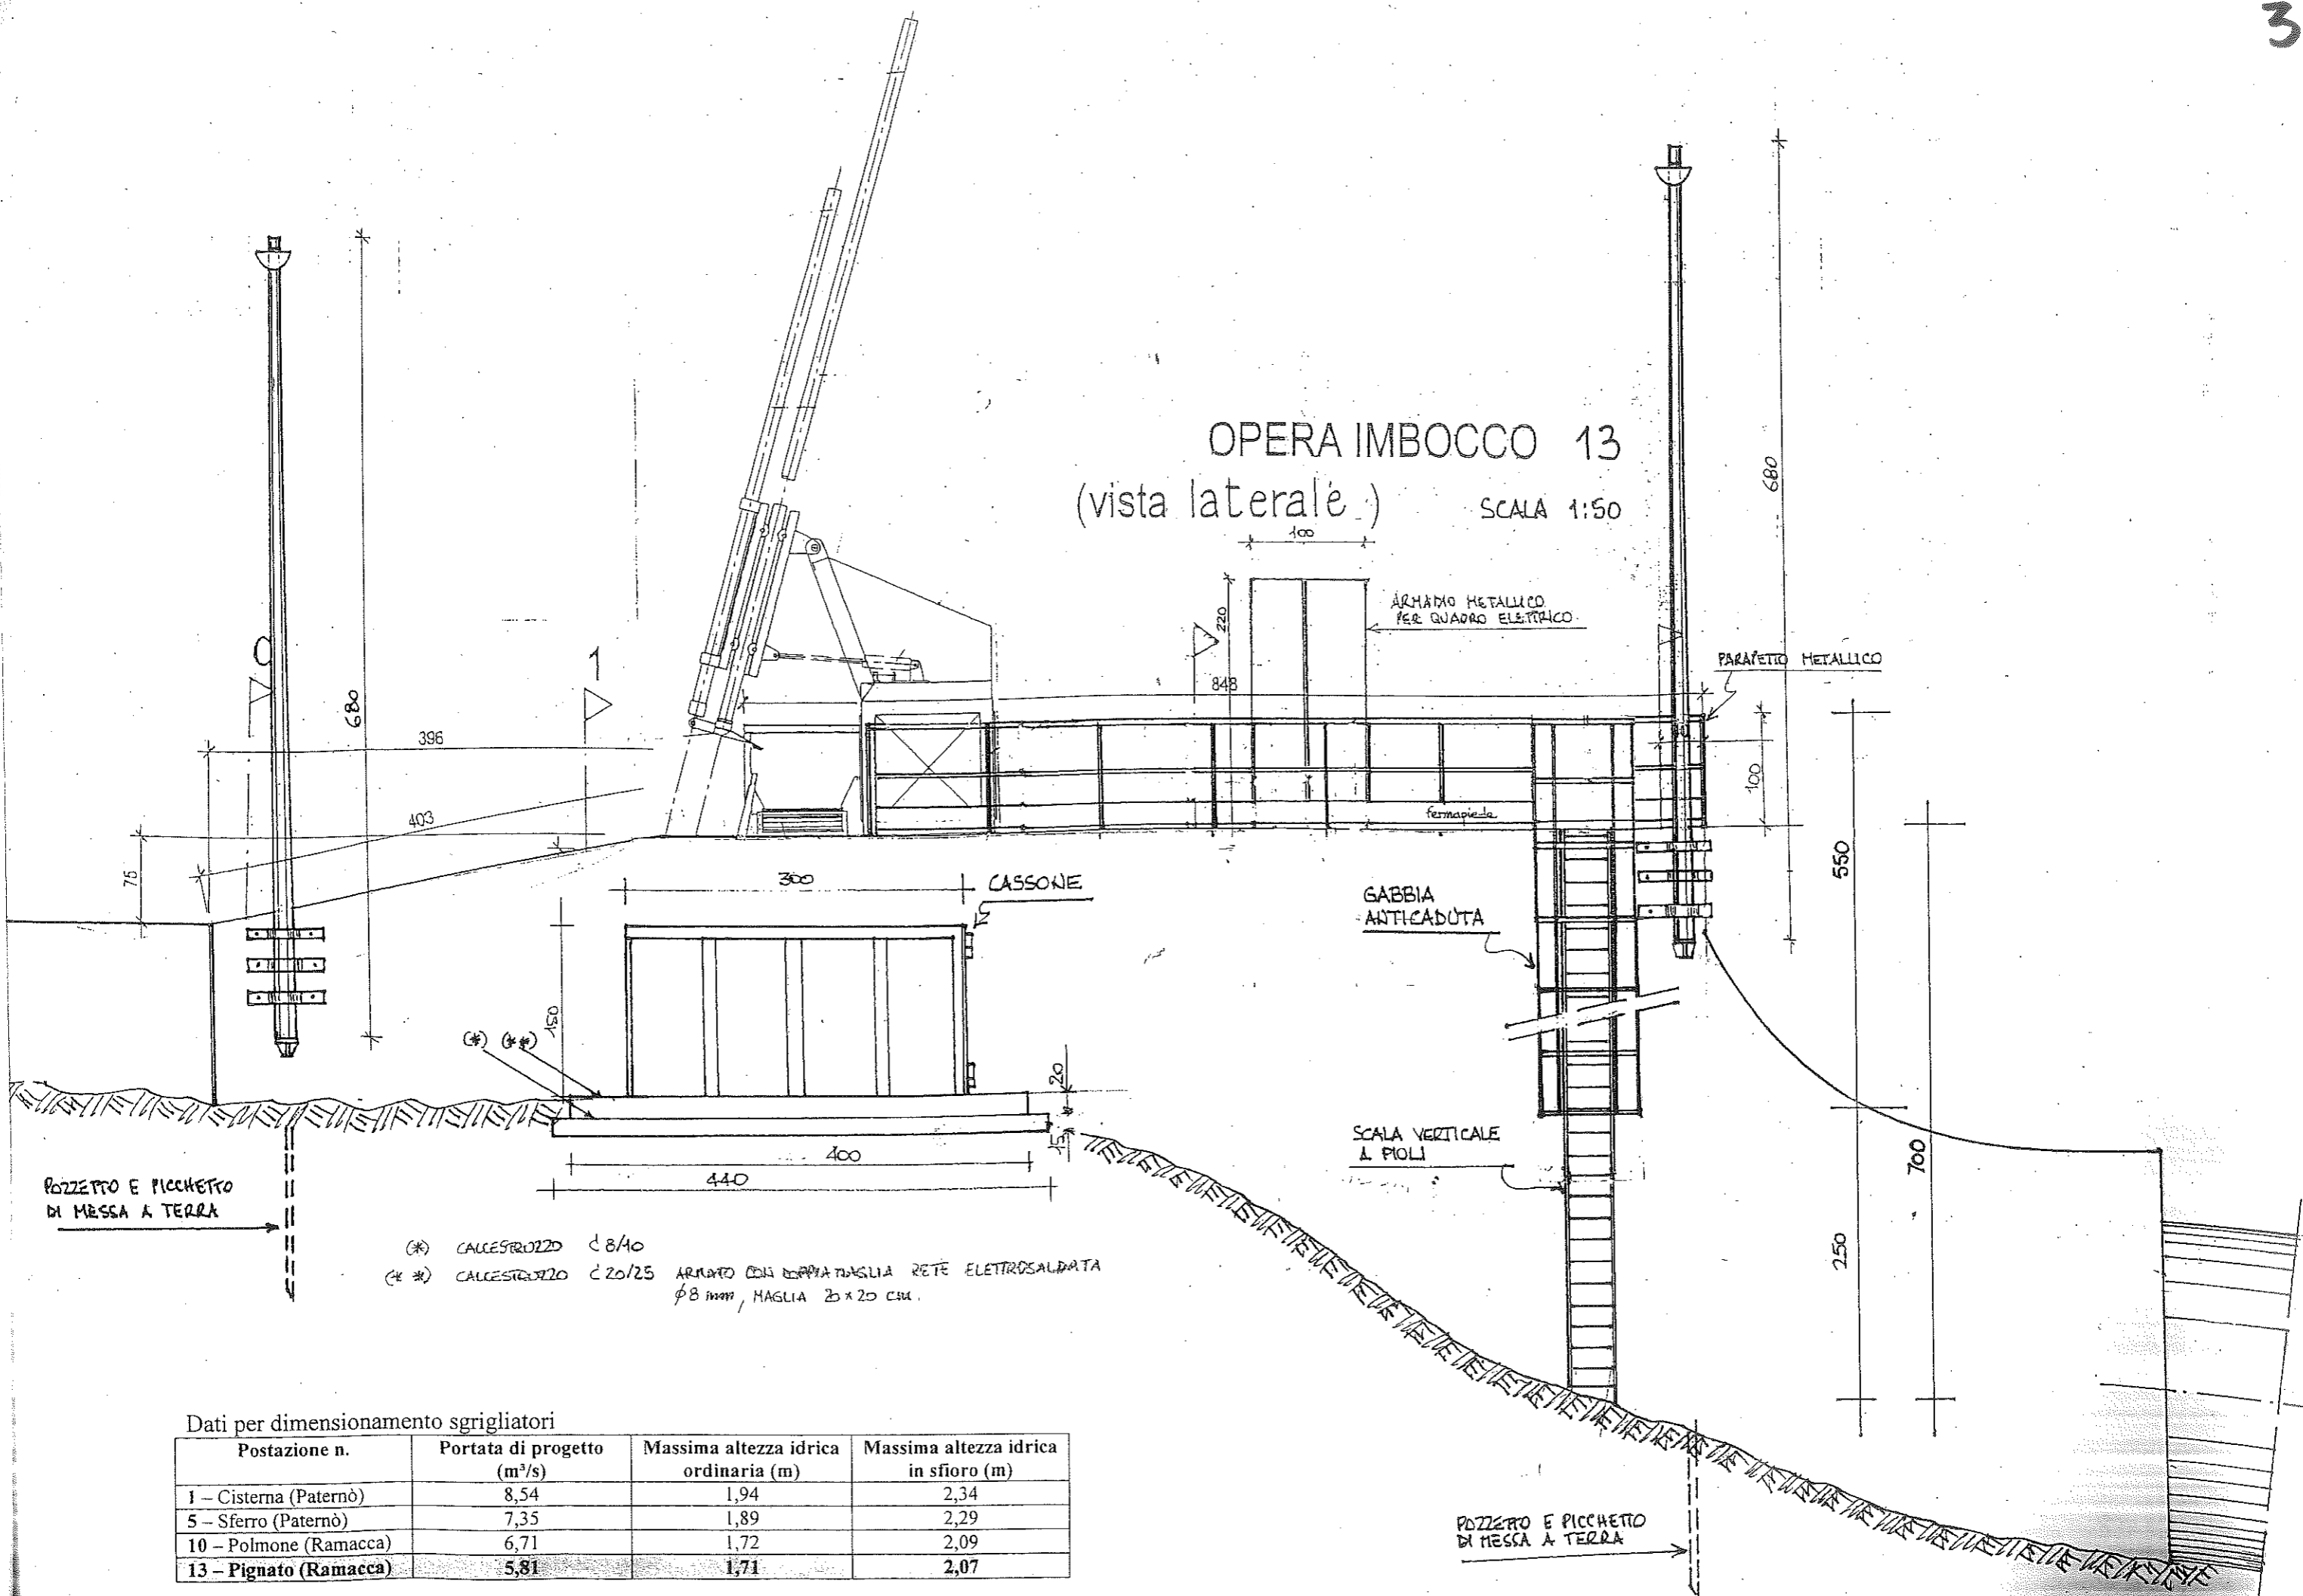 3
OPERA IMBOCCO 13
(vista laterale)
SCALA 1:50
100
680
680
220
ARMADIO METALLICO
PER QUADRO ELETTRICO
PARAPETTO METALLICO
0
1
848
396
403
75
100
fermapiede
550
300
CASSONE
GABBIA
ANTICADUTA
150
(*) (**)
20
15
400
440
SCALA VERTICALE
A PIOLI
700
250
POZZETTO E PICCHETTO
DI MESSA A TERRA
(*) CALCESTRUZZO C 8/10
(* *) CALCESTRUZZO C 20/25 ARMATO CON DOPPIA MAGLIA RETE ELETTROSALDATA
φ8 mm, MAGLIA 20x20 cm.
Dati per dimensionamento sgrigliatori
Postazione n. Portata di progetto (m³/s) Massima altezza idrica ordinaria (m) Massima altezza idrica in sfioro (m)
1 – Cisterna (Paternò) 8,54 1,94 2,34
5 – Sferro (Paternò) 7,35 1,89 2,29
10 – Polmone (Ramacca) 6,71 1,72 2,09
13 – Pignato (Ramacca) 5,81 1,71 2,07
POZZETTO E PICCHETTO
DI MESSA A TERRA